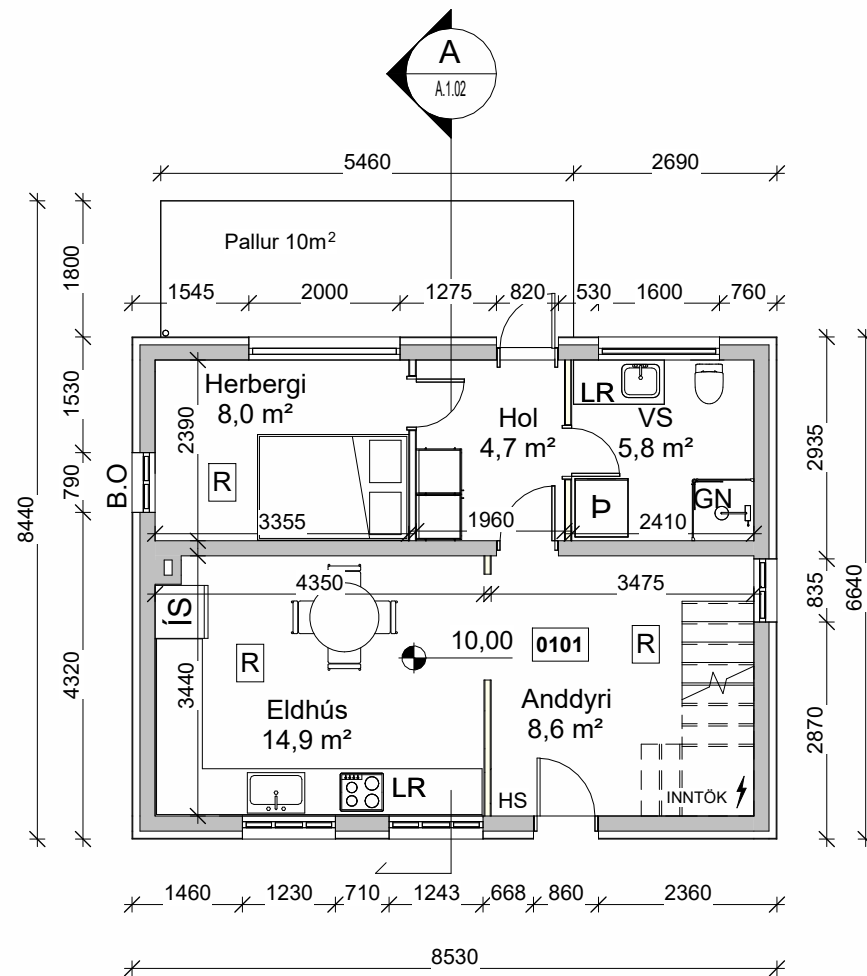 A
A.1.02
5460
2690
Pallur 10m²
1800
1545
2000
1275
820
530
1600
760
Herbergi
8,0 m²
Hol
4,7 m²
LR
VS
5,8 m²
1530
2390
790
B.O
R
Þ
GN
2935
8440
3355
1960
2410
4350
3475
835
6640
ÍS
R
10,00
0101
R
4320
3440
Eldhús
14,9 m²
Anddyri
8,6 m²
2870
LR
HS
INNTÖK
1460
1230
710
1243
668
860
2360
8530